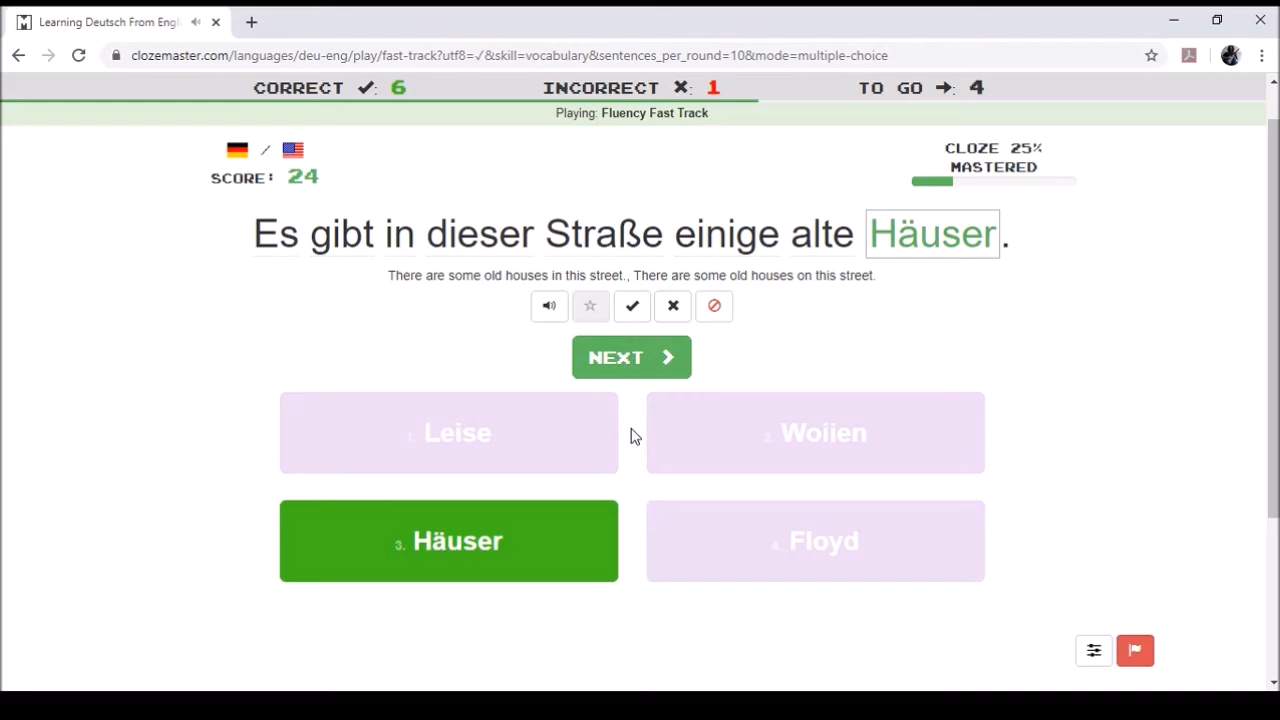 Learning Deutsch From Engl
clozemaster.com/languages/deu-eng/play/fast-track?utf8=✓&skill=vocabulary&sentences_per_round=10&mode=multiple-choice
CORRECT ✔: 6 INCORRECT ✖: 1 TO GO ➔: 4
Playing: Fluency Fast Track
/
SCORE: 24
CLOZE 25%
MASTERED
Es gibt in dieser Straße einige alte Häuser.
There are some old houses in this street., There are some old houses on this street.
NEXT
1. Leise
2. Woiien
3. Häuser
4. Floyd